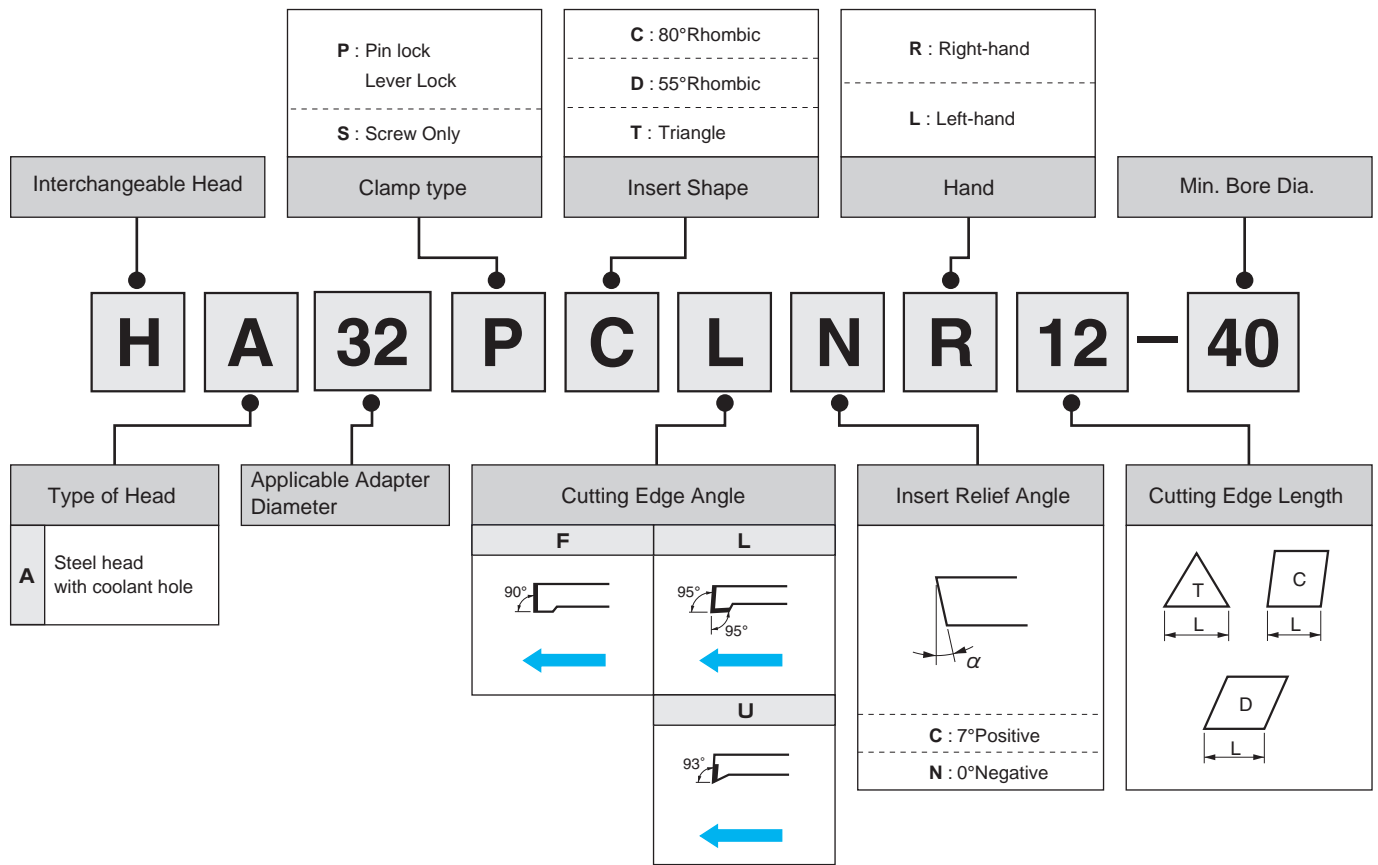 P : Pin lock
Lever Lock
S : Screw Only
Clamp type
C : 80°Rhombic
D : 55°Rhombic
T : Triangle
Insert Shape
R : Right-hand
L : Left-hand
Hand
Interchangeable Head
Min. Bore Dia.
H A 32 P C L N R 12 – 40
Type of Head
A
Steel head
with coolant hole
Applicable Adapter
Diameter
Cutting Edge Angle
F
90°
L
95°
95°
U
93°
Insert Relief Angle
α
C : 7°Positive
N : 0°Negative
Cutting Edge Length
T
L
C
L
D
L